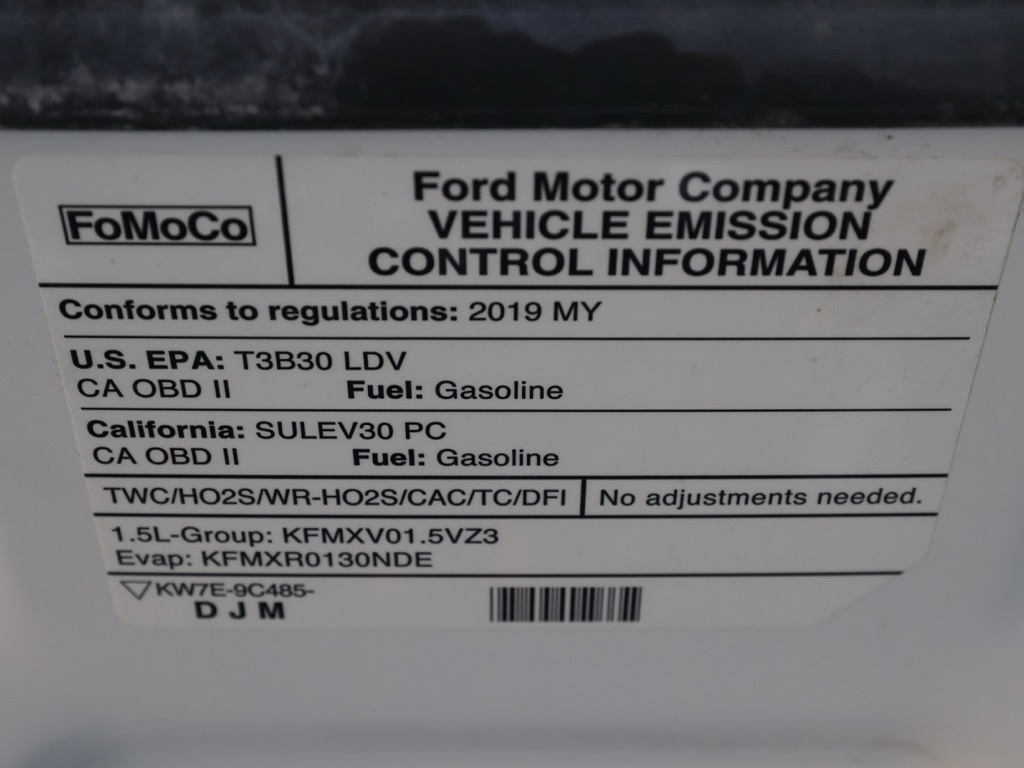 FoMoCo
Ford Motor Company
VEHICLE EMISSION
CONTROL INFORMATION
Conforms to regulations: 2019 MY
U.S. EPA: T3B30 LDV
CA OBD II Fuel: Gasoline
California: SULEV30 PC
CA OBD II Fuel: Gasoline
TWC/HO2S/WR-HO2S/CAC/TC/DFI No adjustments needed.
1.5L-Group: KFMXV01.5VZ3
Evap: KFMXR0130NDE
KW7E-9C485-
D J M